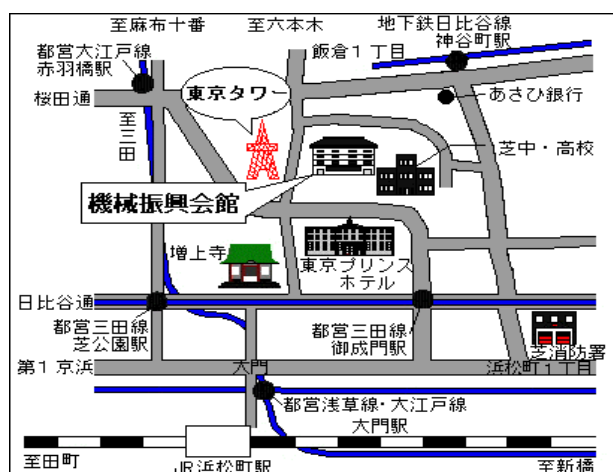 至麻布十番
至六本木
地下鉄日比谷線
神谷町駅
都営大江戸線
赤羽橋駅
飯倉1丁目
桜田通
東京タワー
あさひ銀行
至三田
芝中・高校
機械振興会館
増上寺
東京プリンス
ホテル
日比谷通
都営三田線
芝公園駅
都営三田線
御成門駅
芝消防署
第1京浜
大門
浜松町1丁目
都営浅草線・大江戸線
大門駅
至田町
JR浜松町駅
至新橋